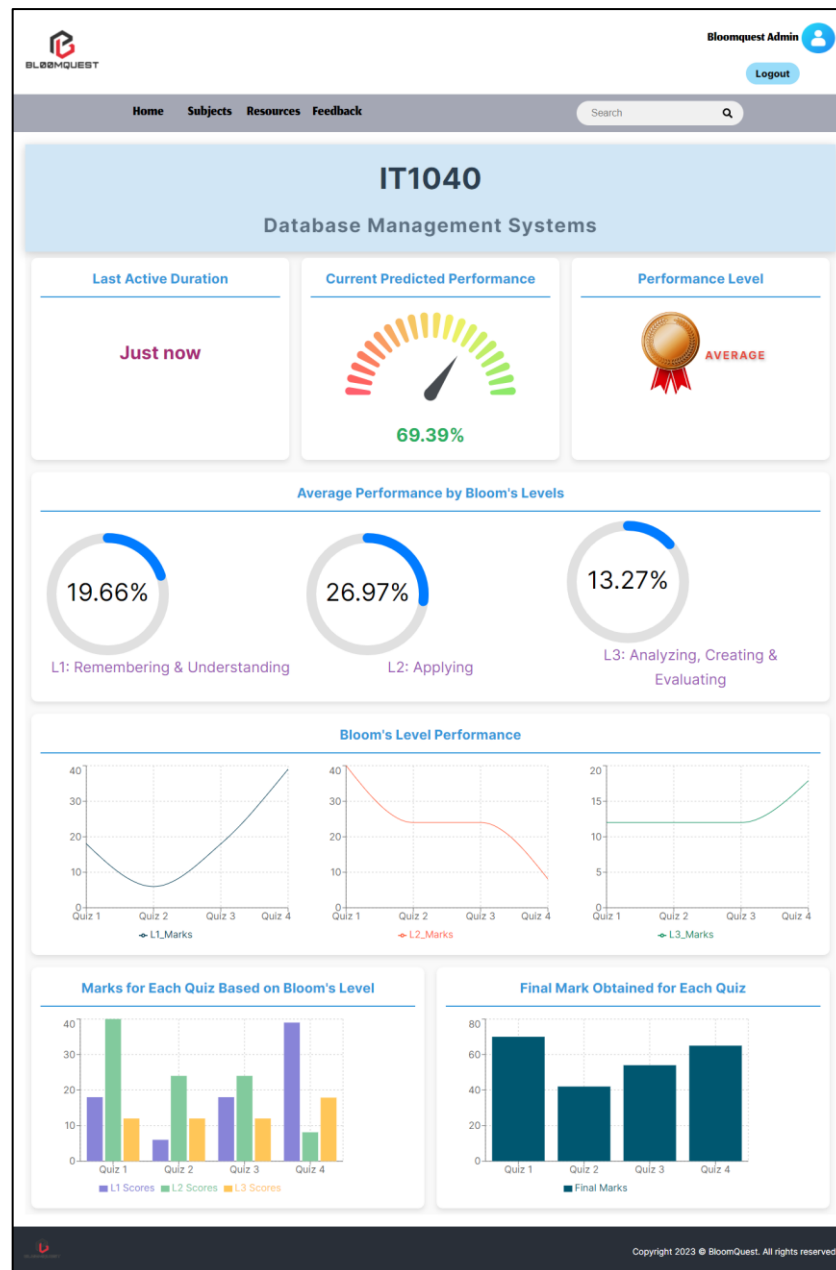 Bloomquest Admin
BLOOMQUEST
Logout
Home Subjects Resources Feedback
Search
IT1040
Database Management Systems
Last Active Duration
Just now
Current Predicted Performance
69.39%
Performance Level
AVERAGE
Average Performance by Bloom's Levels
19.66%
L1: Remembering & Understanding
26.97%
L2: Applying
13.27%
L3: Analyzing, Creating &
Evaluating
Bloom's Level Performance
40
30
20
10
0
Quiz 1 Quiz 2 Quiz 3 Quiz 4
L1_Marks
40
30
20
10
0
Quiz 1 Quiz 2 Quiz 3 Quiz 4
L2_Marks
20
15
10
5
0
Quiz 1 Quiz 2 Quiz 3 Quiz 4
L3_Marks
Marks for Each Quiz Based on Bloom's Level
40
30
20
10
0
Quiz 1 Quiz 2 Quiz 3 Quiz 4
L1 Scores L2 Scores L3 Scores
Final Mark Obtained for Each Quiz
80
60
40
20
0
Quiz 1 Quiz 2 Quiz 3 Quiz 4
Final Marks
Copyright 2023 © BloomQuest. All rights reserved